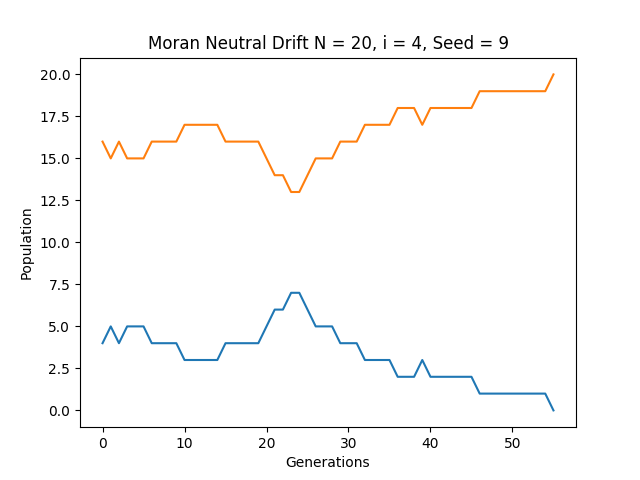 Moran Neutral Drift N = 20, i = 4, Seed = 9
20.0
17.5
15.0
12.5
10.0
7.5
5.0
2.5
0.0
Population
0 10 20 30 40 50
Generations